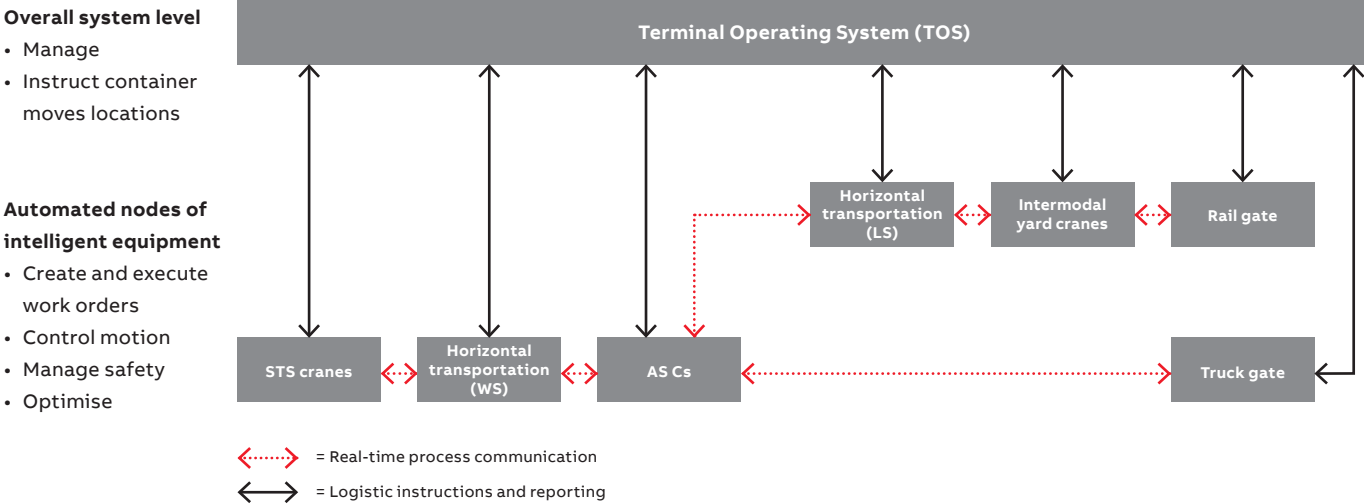 Overall system level
• Manage
• Instruct container
moves locations
Terminal Operating System (TOS)
Automated nodes of
intelligent equipment
• Create and execute
work orders
• Control motion
• Manage safety
• Optimise
Horizontal
transportation
(LS)
Intermodal
yard cranes
Rail gate
STS cranes
Horizontal
transportation
(WS)
AS Cs
Truck gate
= Real-time process communication
= Logistic instructions and reporting